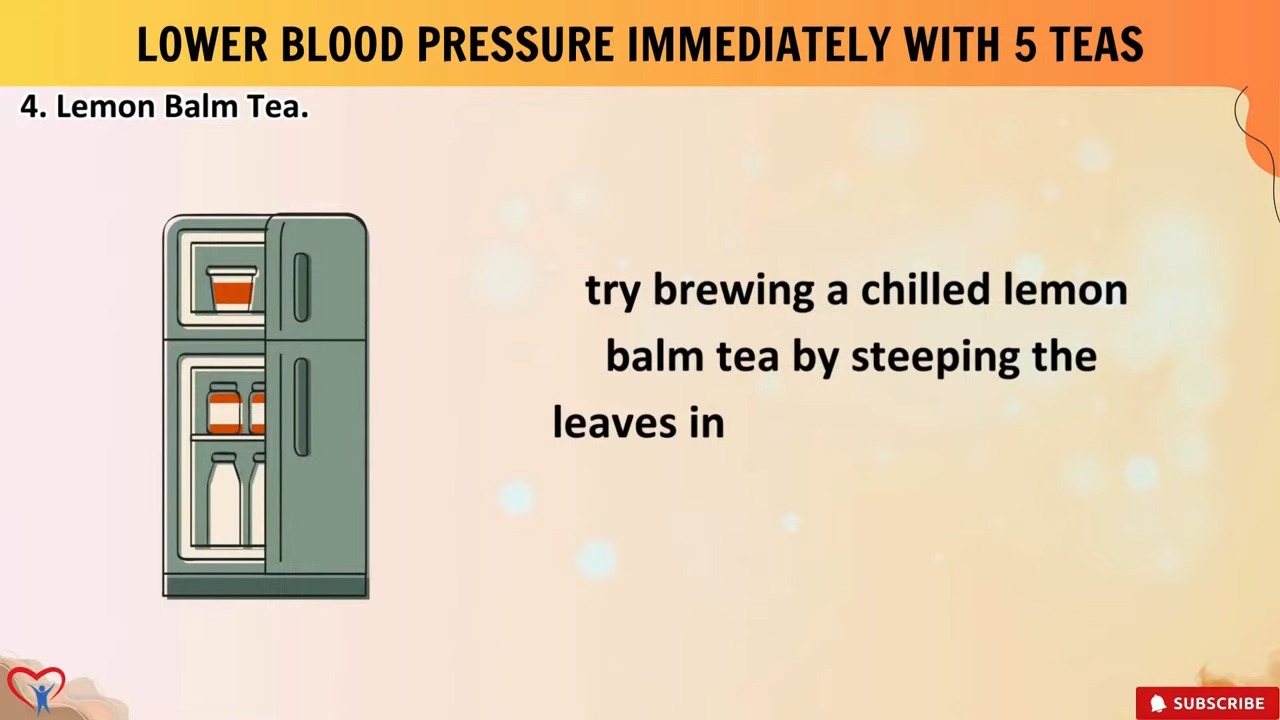 LOWER BLOOD PRESSURE IMMEDIATELY WITH 5 TEAS
4. Lemon Balm Tea.
try brewing a chilled lemon
balm tea by steeping the
leaves in
SUBSCRIBE